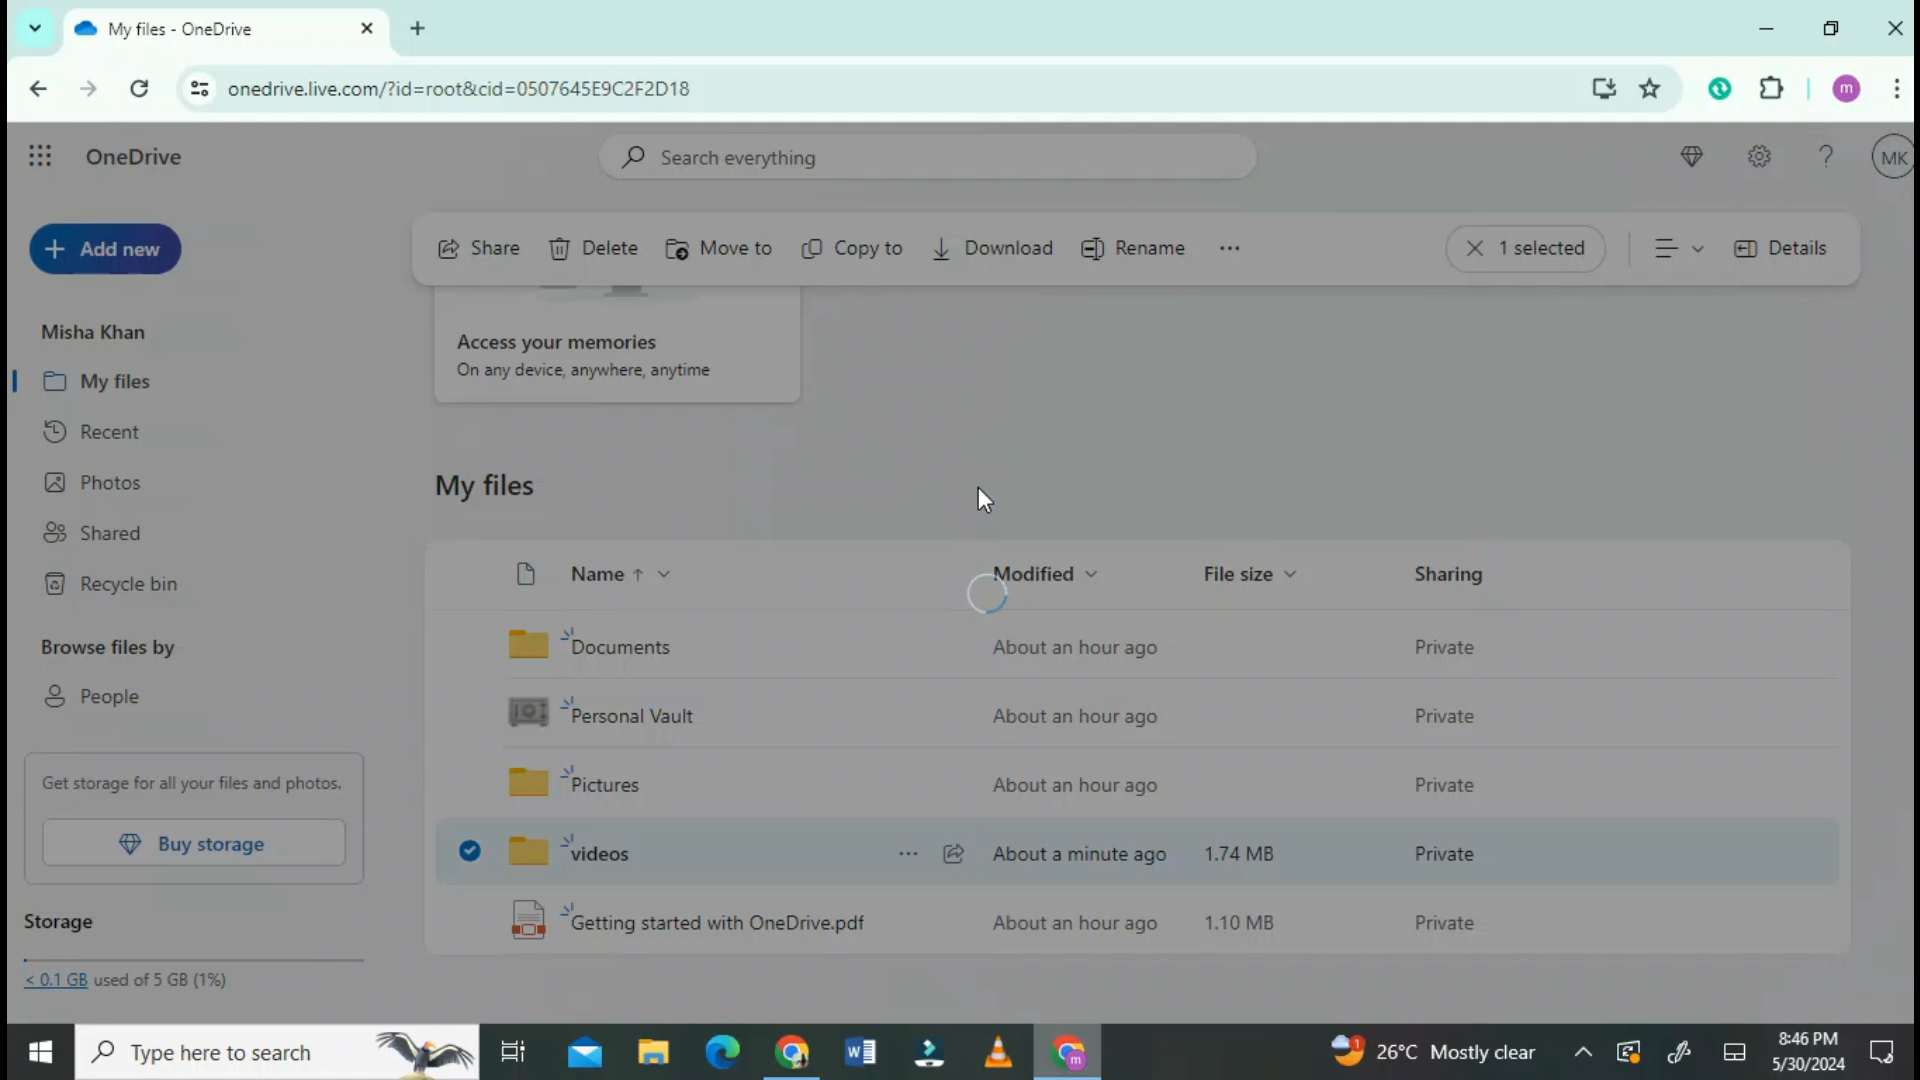 My files - OneDrive
onedrive.live.com/?id=root&cid=0507645E9C2F2D18
m
OneDrive
Search everything
MK
Add new
Share Delete Move to Copy to Download Rename ... 1 selected Details
Access your memories
On any device, anywhere, anytime
Misha Khan
My files
Recent
Photos
Shared
Recycle bin
Browse files by
People
Get storage for all your files and photos.
Buy storage
Storage
< 0.1 GB used of 5 GB (1%)
My files
Name Modified File size Sharing
Documents About an hour ago Private
Personal Vault About an hour ago Private
Pictures About an hour ago Private
videos ... About a minute ago 1.74 MB Private
Getting started with OneDrive.pdf About an hour ago 1.10 MB Private
Type here to search
W
m
26°C Mostly clear
8:46 PM
5/30/2024